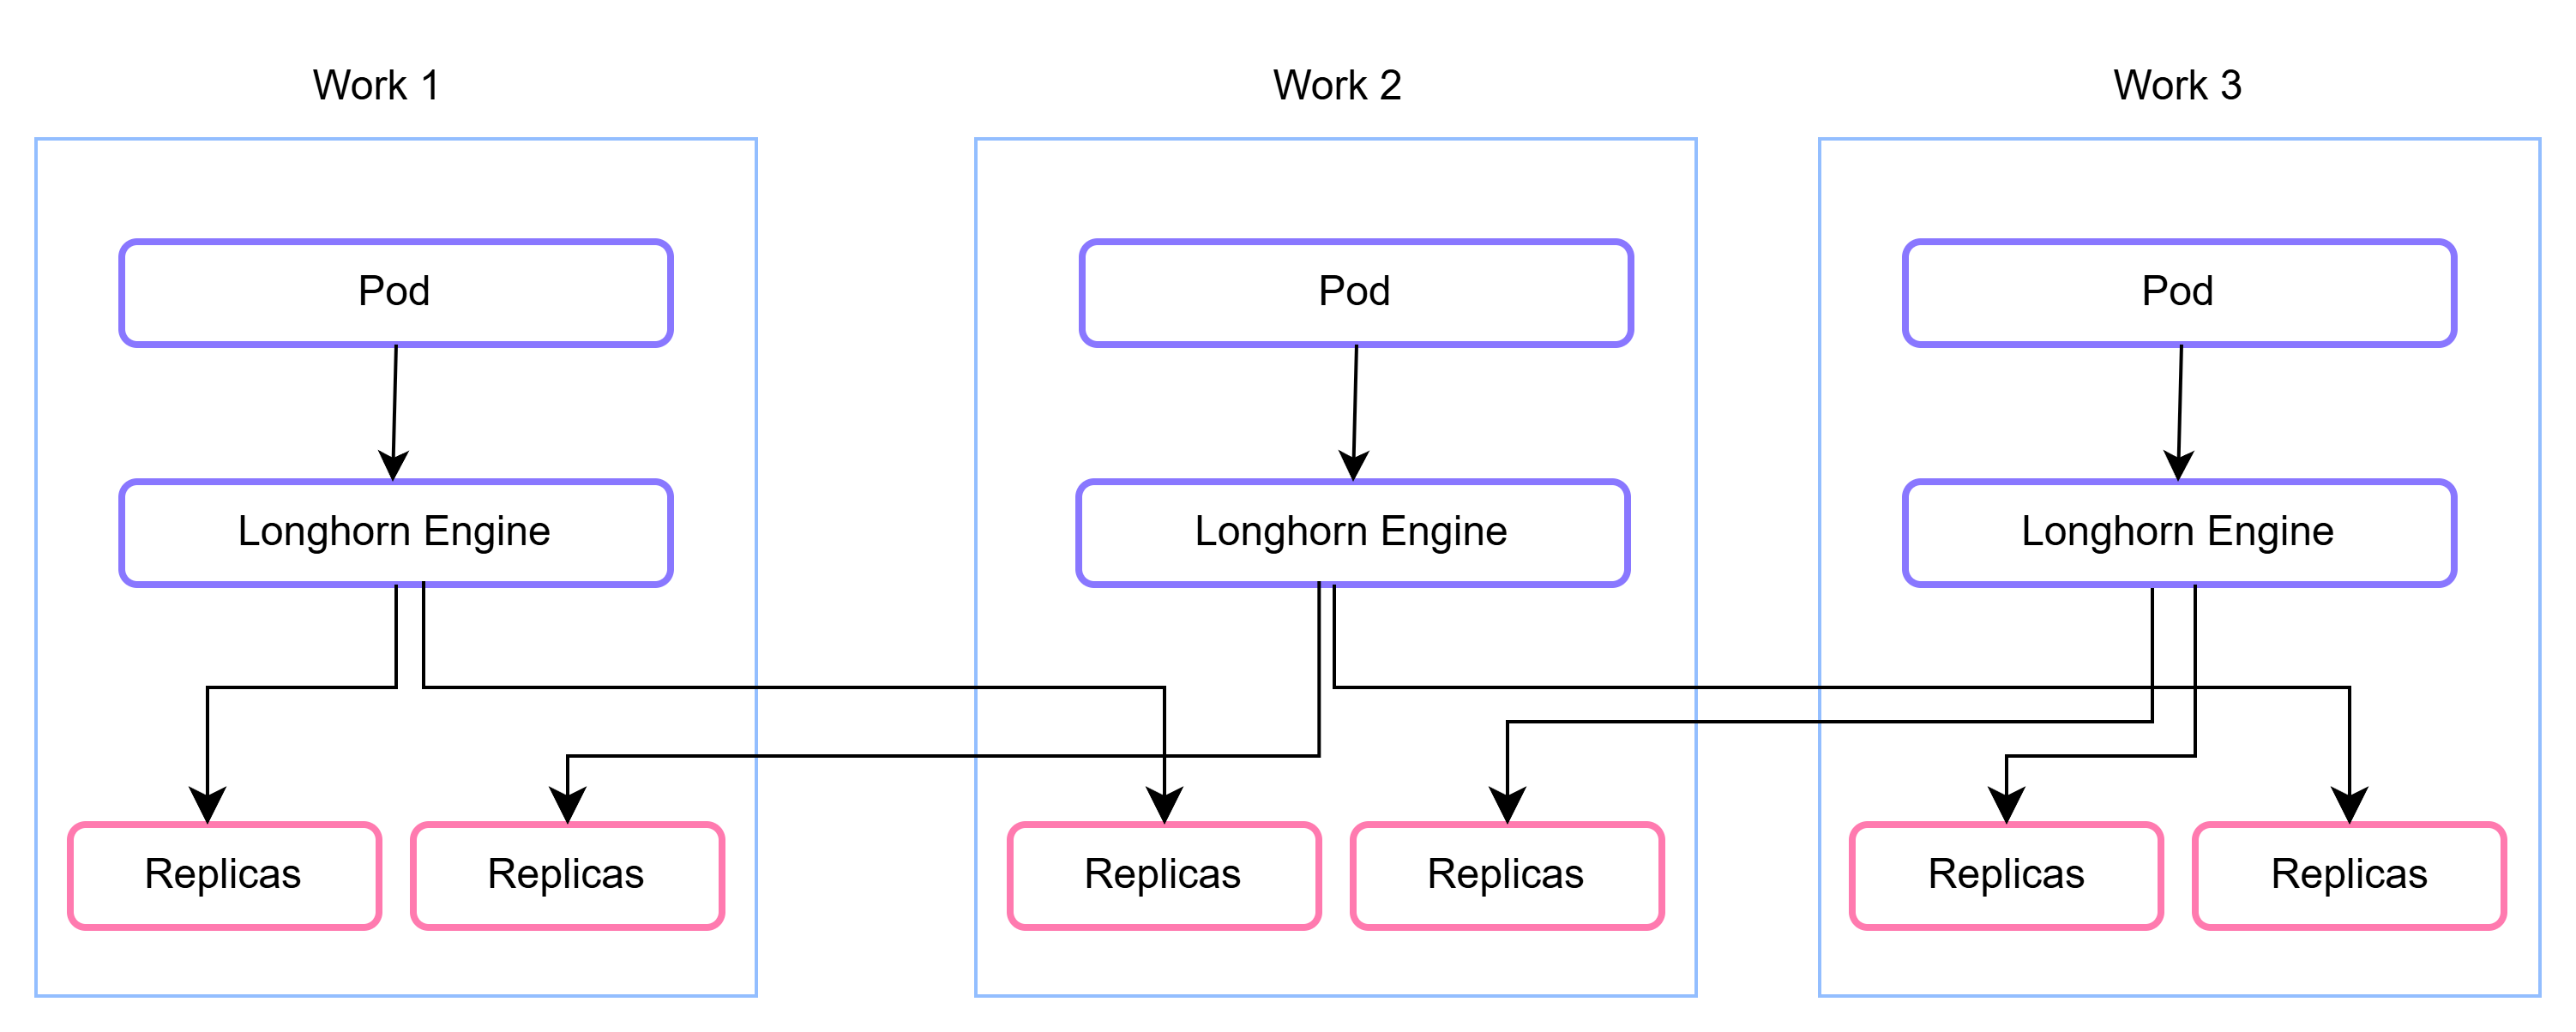 Work 1
Work 2
Work 3
Pod
Pod
Pod
Longhorn Engine
Longhorn Engine
Longhorn Engine
Replicas
Replicas
Replicas
Replicas
Replicas
Replicas